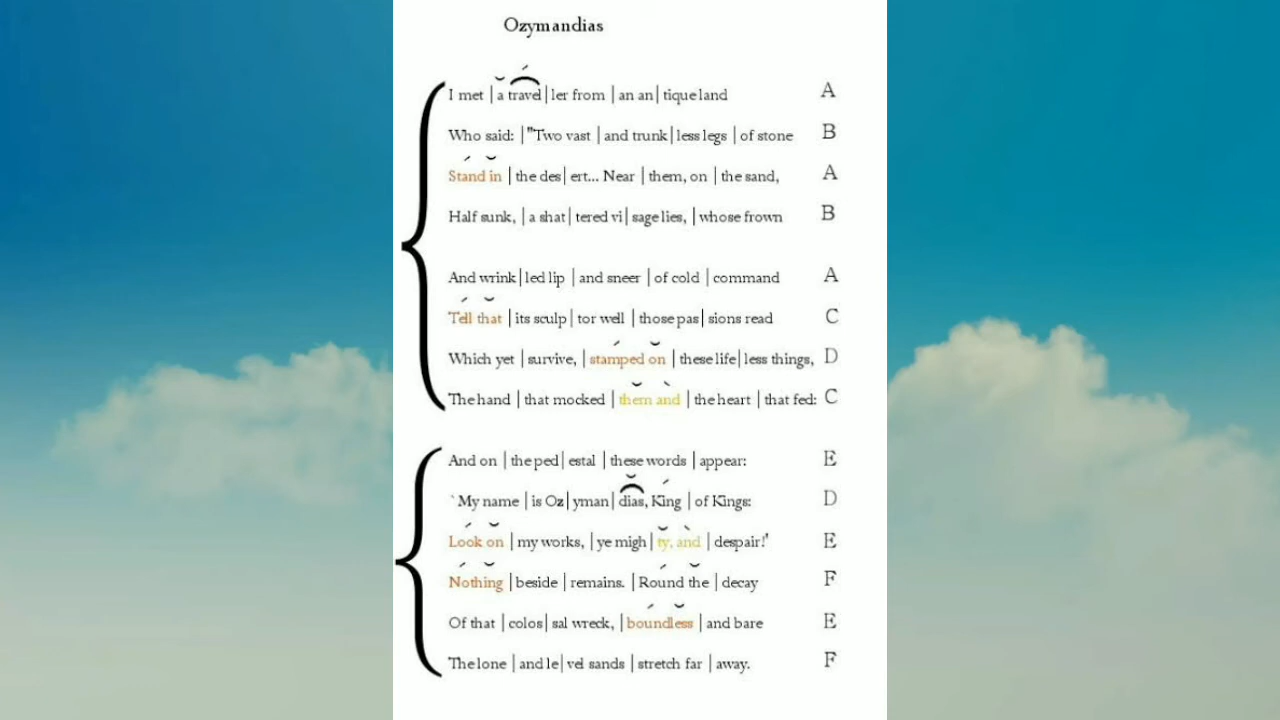 Ozymandias
I met | a travel | ler from | an an | tique land A
Who said: | "Two vast | and trunk | less legs | of stone B
Stand in | the des | ert... Near | them, on | the sand, A
Half sunk, | a shat | tered vi | sage lies, | whose frown B
And wrink | led lip | and sneer | of cold | command A
Tell that | its sculp | tor well | those pas | sions read C
Which yet | survive, | stamped on | these life | less things, D
The hand | that mocked | them and | the heart | that fed: C
And on | the ped | estal | these words | appear: E
`My name | is Oz | yman | dias, King | of Kings: D
Look on | my works, | ye migh | ty, and | despair!' E
Nothing | beside | remains. | Round the | decay F
Of that | colos | sal wreck, | boundless | and bare E
The lone | and le | vel sands | stretch far | away. F